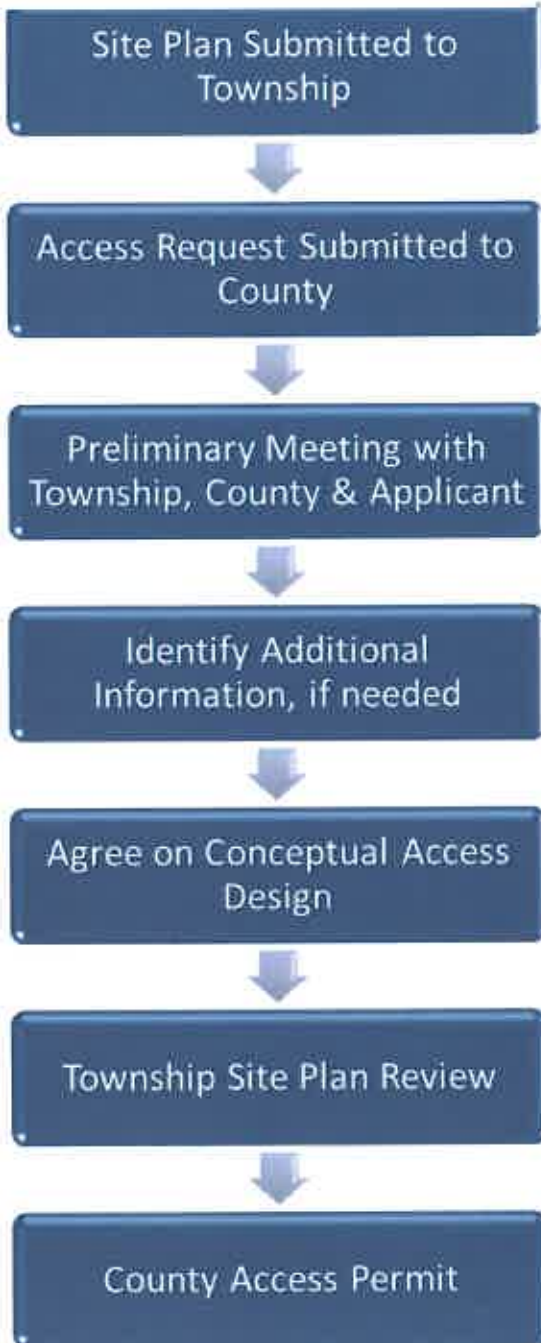 Site Plan Submitted to
Township
Access Request Submitted to
County
Preliminary Meeting with
Township, County & Applicant
Identify Additional
Information, if needed
Agree on Conceptual Access
Design
Township Site Plan Review
County Access Permit